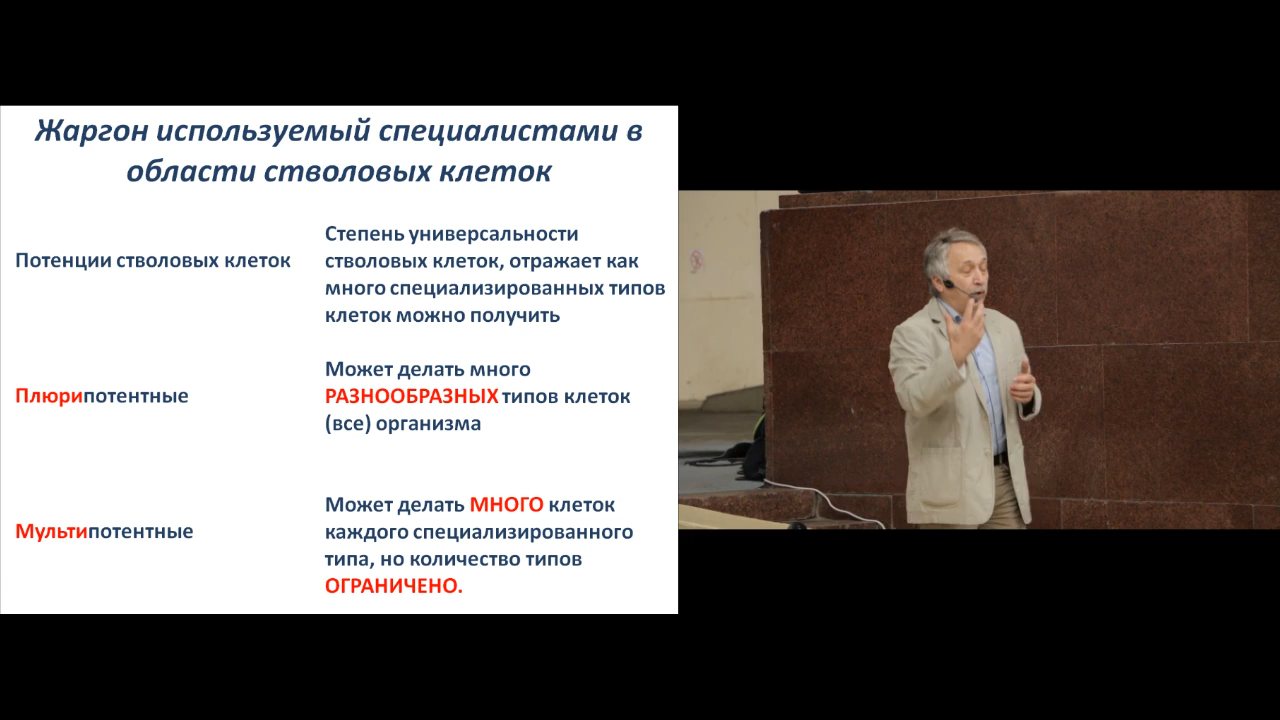 Жаргон используемый специалистами в
области стволовых клеток
Потенции стволовых клеток
Степень универсальности
стволовых клеток, отражает как
много специализированных типов
клеток можно получить
Плюрипотентные
Может делать много
РАЗНООБРАЗНЫХ типов клеток
(все) организма
Мультипотентные
Может делать МНОГО клеток
каждого специализированного
типа, но количество типов
ОГРАНИЧЕНО.